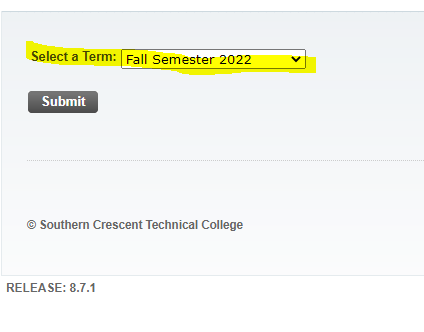 Select a Term: Fall Semester 2022
Submit
© Southern Crescent Technical College
RELEASE: 8.7.1